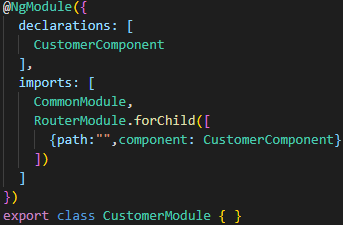 @NgModule({
  declarations: [
    CustomerComponent
  ],
  imports: [
    CommonModule,
    RouterModule.forChild([
      {path:"",component: CustomerComponent}
    ])
  ]
})
export class CustomerModule { }